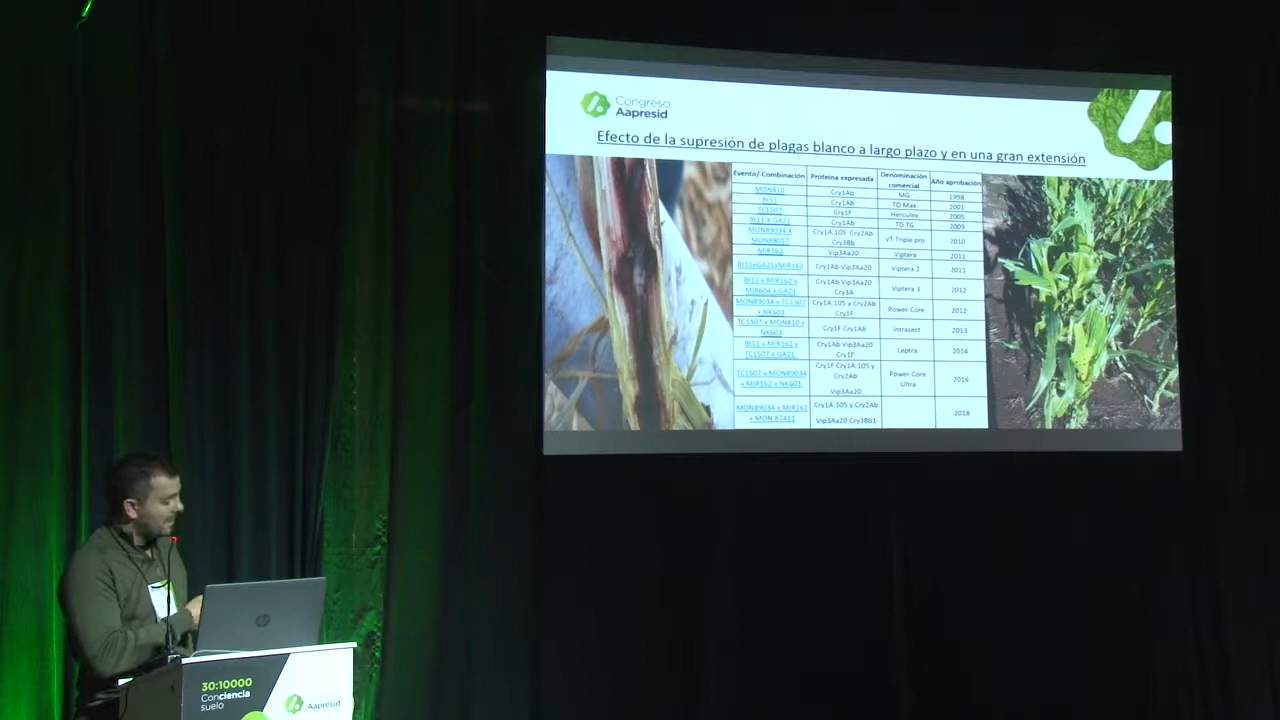 Congreso
Aapresid
Efecto de la supresión de plagas blanco a largo plazo y en una gran extensión
Evento/ Combinación Proteina expresada Denominación comercial Año aprobación
MON810 Cry1Ab MG 1998
Bt11 Cry1Ab TD Max 2001
TC1507 Cry1F Herculex 2005
Bt11 X GA21 Cry1Ab TD TG 2009
MON89034 X MON88017 Cry1A.105 Cry2Ab Cry3Bb VT Triple pro 2010
MIR162 Vip3Aa20 Viptera 2011
Bt11xGA21xMIR162 Cry1Ab Vip3Aa20 Viptera 2 2011
Bt11 x MIR162 x MIR604 x GA21 Cry1Ab Vip3Aa20 Cry3A Viptera 3 2012
MON89034 x TC1507 x NK603 Cry1A.105 y Cry2Ab Cry1F Power Core 2012
TC1507 x MON810 x NK603 Cry1F Cry1Ab Intrasect 2013
Bt11 x MIR162 x TC1507 x GA21 Cry1Ab Vip3Aa20 Cry1F Leptra 2014
TC1507 x MON89034 x MIR162 x NK603 Cry1F Cry1A.105 y Cry2Ab Vip3Aa20 Power Core Ultra 2016
MON89034 x MIR162 x MON 87411 Cry1A.105 y Cry2Ab Vip3Aa20 Cry3Bb1 2018
hp
30:10000
Conciencia
suelo
Aapresid